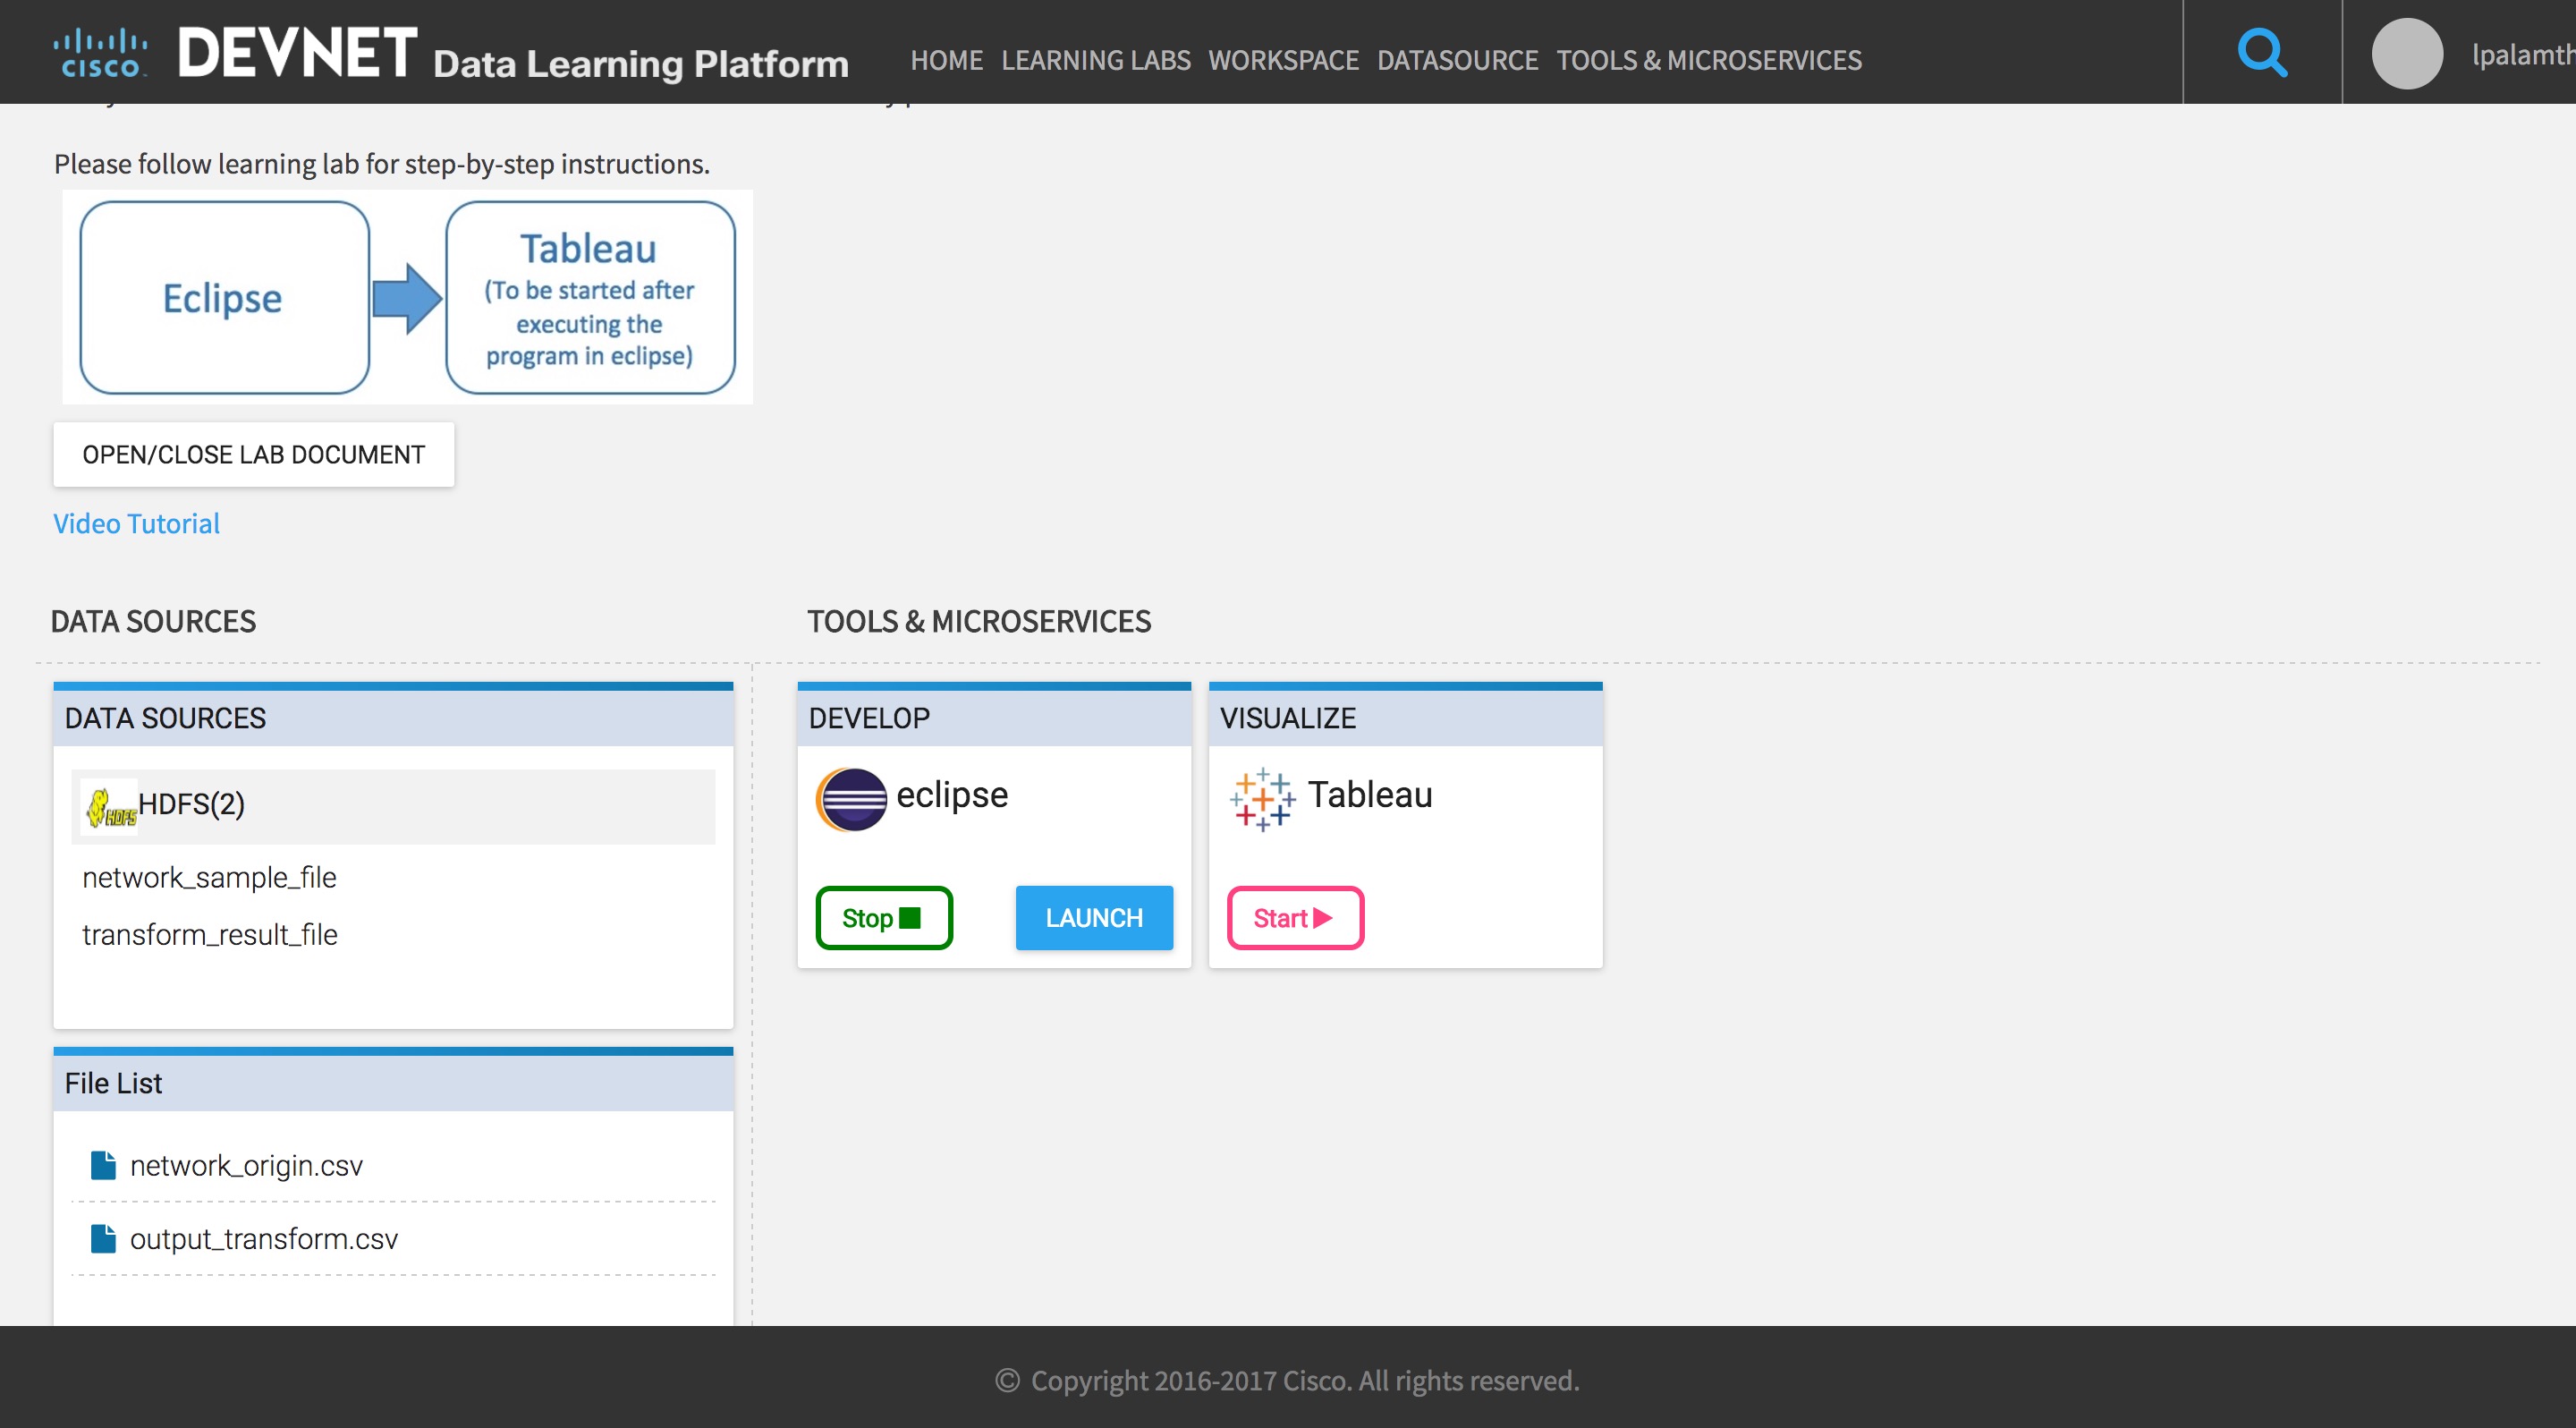 CISCO DEVNET Data Learning Platform HOME LEARNING LABS WORKSPACE DATASOURCE TOOLS & MICROSERVICES lpalamth
Please follow learning lab for step-by-step instructions.
Eclipse
Tableau
(To be started after
executing the
program in eclipse)
OPEN/CLOSE LAB DOCUMENT
Video Tutorial
DATA SOURCES
TOOLS & MICROSERVICES
DATA SOURCES
HDFS HDFS(2)
network_sample_file
transform_result_file
DEVELOP
eclipse
Stop
LAUNCH
VISUALIZE
Tableau
Start
File List
network_origin.csv
output_transform.csv
© Copyright 2016-2017 Cisco. All rights reserved.